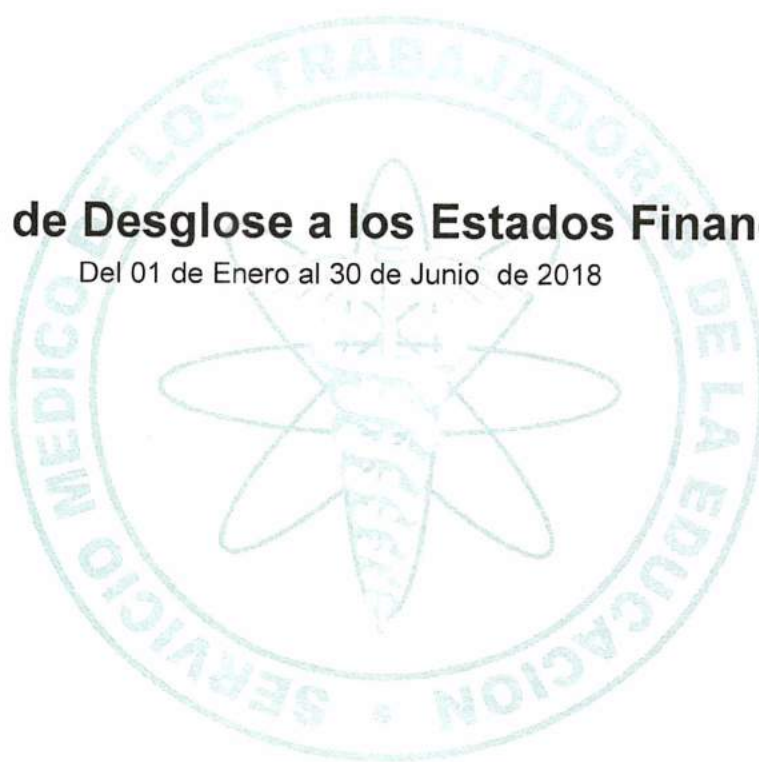 de Desglose a los Estados Finan
Del 01 de Enero al 30 de Junio de 2018
SERVICIO MEDICO DE LOS TRABAJADORES DE LA EDUCACION